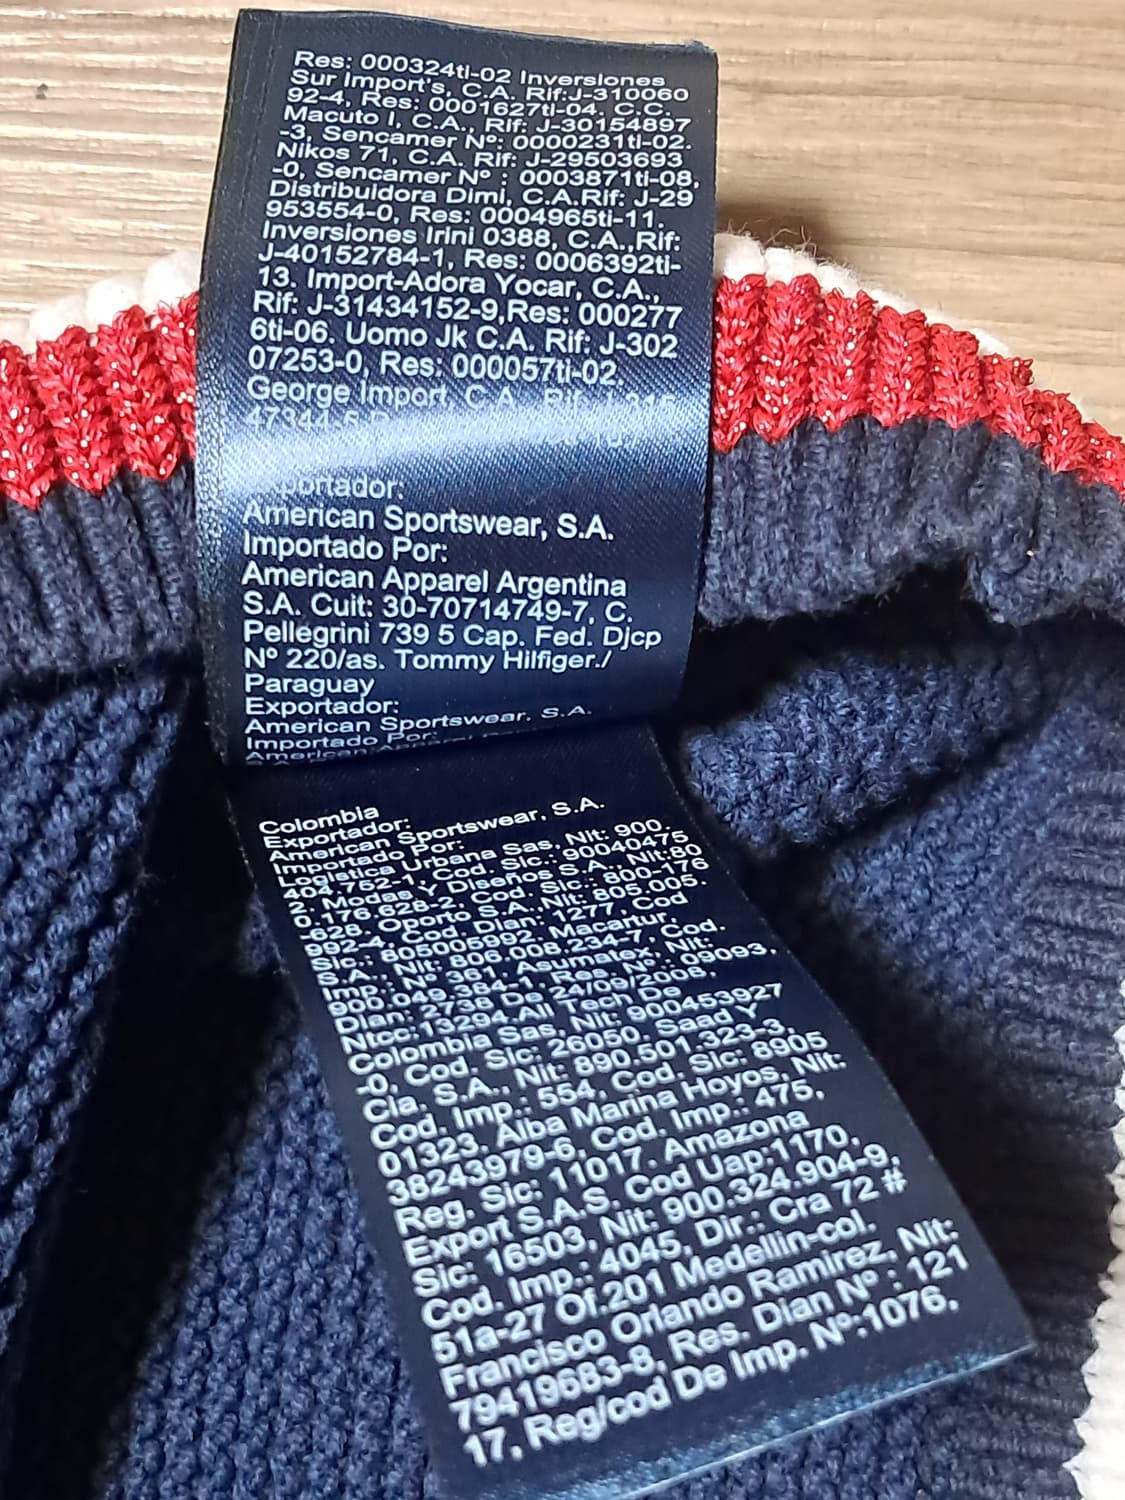 Res: 000324ti-02 Inversiones
Sur Import's, C.A. Rif:J-310060
92-4, Res: 0001627ti-04, C.C.
Macuto I, C.A., Rif: J-30154897
-3, Sencamer Nº: 0000231ti-02.
Nikos 71, C.A. Rif: J-29503693
-0, Sencamer Nº : 0003871ti-08,
Distribuidora Dimi, C.A.Rif: J-29
953554-0, Res: 0004965ti-11.
Inversiones Irini 0388, C.A.,Rif:
J-40152784-1, Res: 0006392ti-
13. Import-Adora Yocar, C.A.,
Rif: J-31434152-9,Res: 000277
6ti-06. Uomo Jk C.A. Rif: J-302
07253-0, Res: 000057ti-02.
George Import, C.A. Rif:
American Sportswear, S.A.
Importado Por:
American Apparel Argentina
S.A. Cuit: 30-70714749-7, C.
Pellegrini 739 5 Cap. Fed. Djcp
Nº 220/as. Tommy Hilfiger./
Paraguay
Exportador:
American Sportswear. S.A.
Importado Por:
Colombia
Exportador:
American Sportswear, S.A.
Importado Por:
Logistica Urbana Sas, Nit: 900.
404.752-1, Cod. Sic.: 90040475
2, Modas Y Diseños S.A., Nit:80
0.176.628-2, Cod. Sic.: 800-176
-628, Oporto S.A. Nit: 805.005.
992-4, Cod. Dian: 1277, Cod
Sic.: 805005992, Macartur,
S.A., Nit: 806.008.234-7, Cod.
Imp.: N 361, Asumatex, Nit:
900.049.384-1, Res. Nº.: 09093,
Dian: 2738 De 24/09/2008,
Ntcc:13294.All Tech De
Colombia Sas, Nit: 900453927
-0, Cod. Sic: 26050, Saad Y
Cia. S.A., Nit: 890.501.323-3,
Cod. Imp.: 554, Cod. Sic: 8905
01323, Alba Marina Hoyos, Nit:
38243979-6, Cod. Imp.: 475,
Reg. Sic: 11017. Amazona
Export S.A.S. Cod Uap:1170.
Sic: 16503, Nit: 900.324.904-9,
Cod. Imp.: 4045, Dir.: Cra 72 #
51a-27 Of.201 Medellin-col.
Francisco Orlando Ramirez, Nit:
79419683-8, Res. Dian Nº : 121
17, Reg/cod De Imp. Nº:1076,